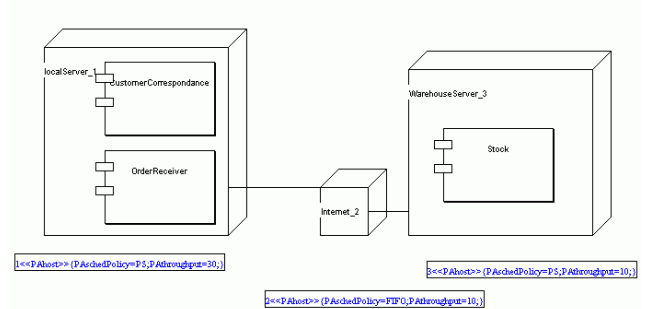 localServer_1
CustomerCorrespondance
WarehouseServer_3
Stock
OrderReceiver
Internet_2
1<<PAhost>>{PAschedPolicy=PS;PAthroughput=30;}
3<<PAhost>>{PAschedPolicy=PS;PAthroughput=10;}
2<<PAhost>>{PAschedPolicy=FIFO;PAthroughput=10;}